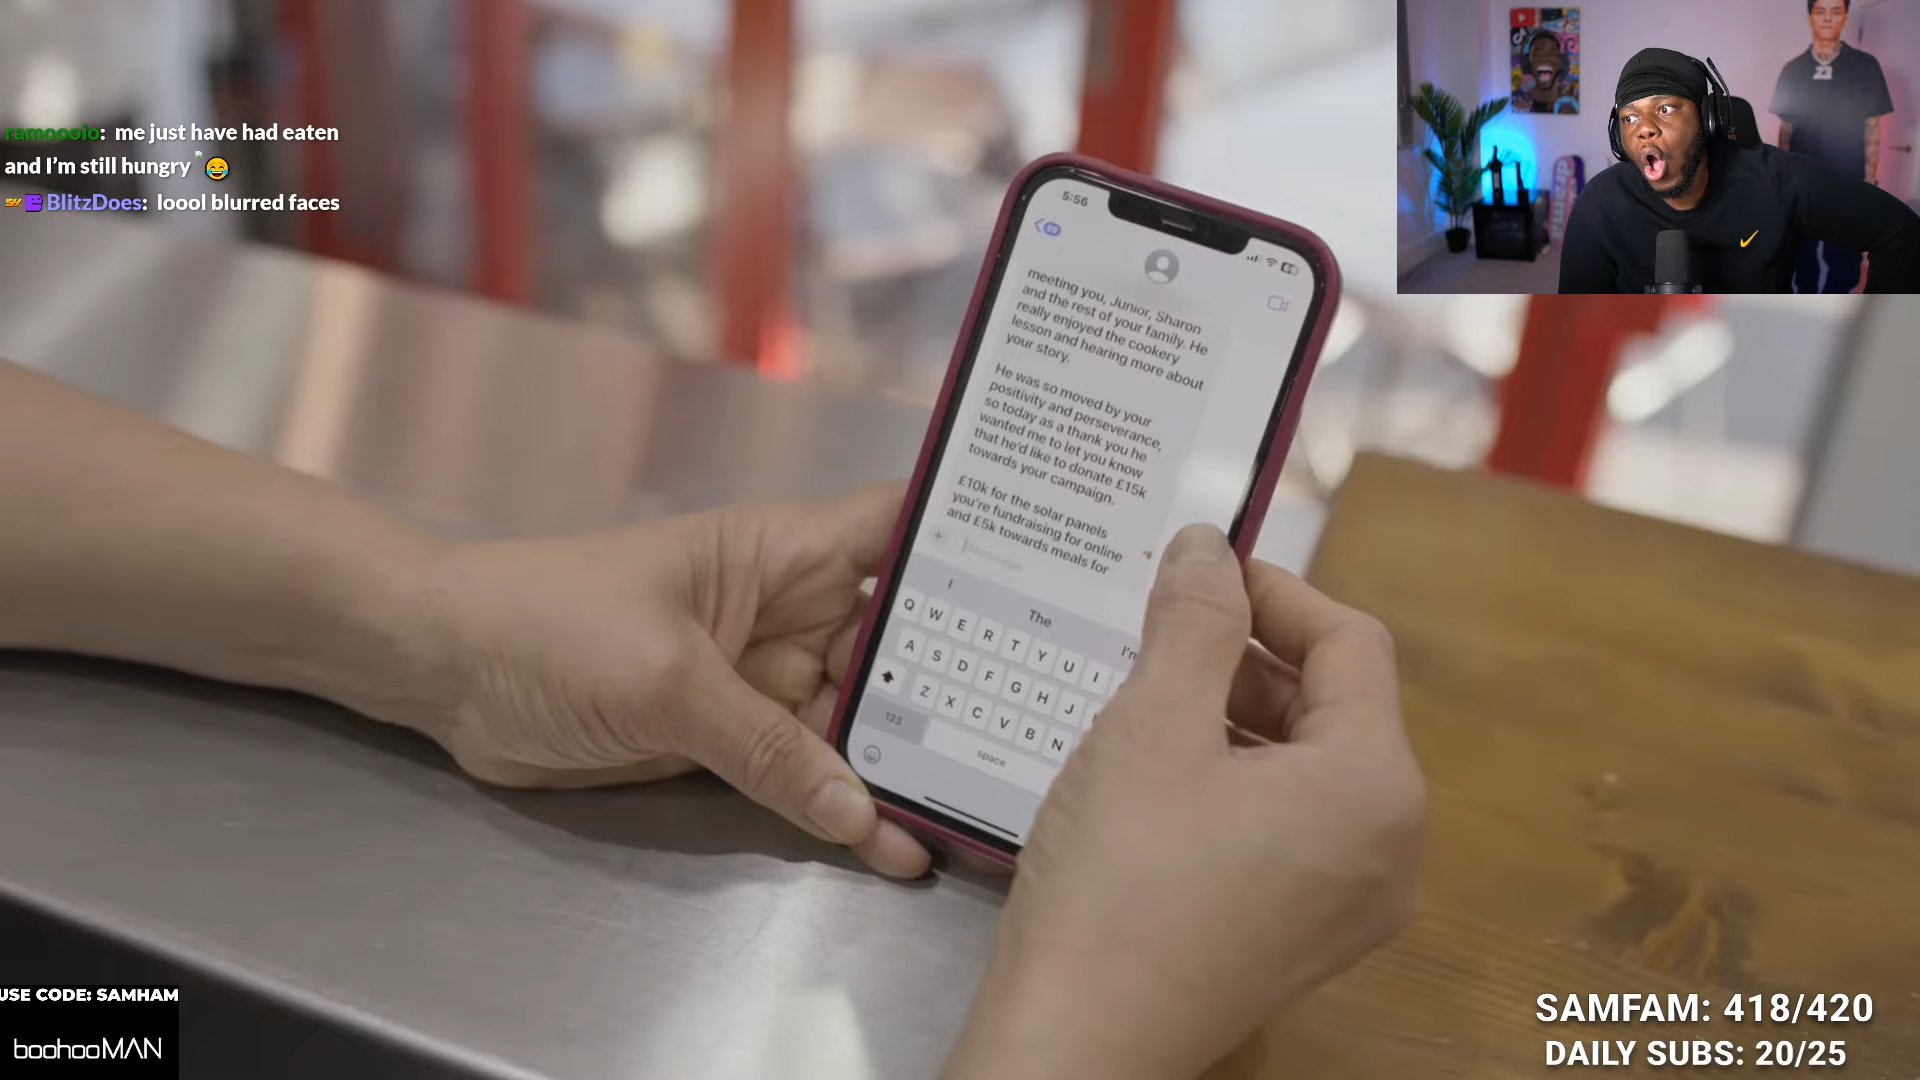 ramooolo: me just have had eaten
and I'm still hungry 😂
BlitzDoes: loool blurred faces
5:56
meeting you, Junior, Sharon
and the rest of your family. He
really enjoyed the cookery
lesson and hearing more about
your story.
He was so moved by your
positivity and perseverance,
so today as a thank you he
wanted me to let you know
that he'd like to donate £15k
towards your campaign.
£10k for the solar panels
you're fundraising for online
and £5k towards meals for
iMessage
I The I'm
Q W E R T Y U I
A S D F G H J
Z X C V B N
123 space
USE CODE: SAMHAM
boohooMAN
SAMFAM: 418/420
DAILY SUBS: 20/25